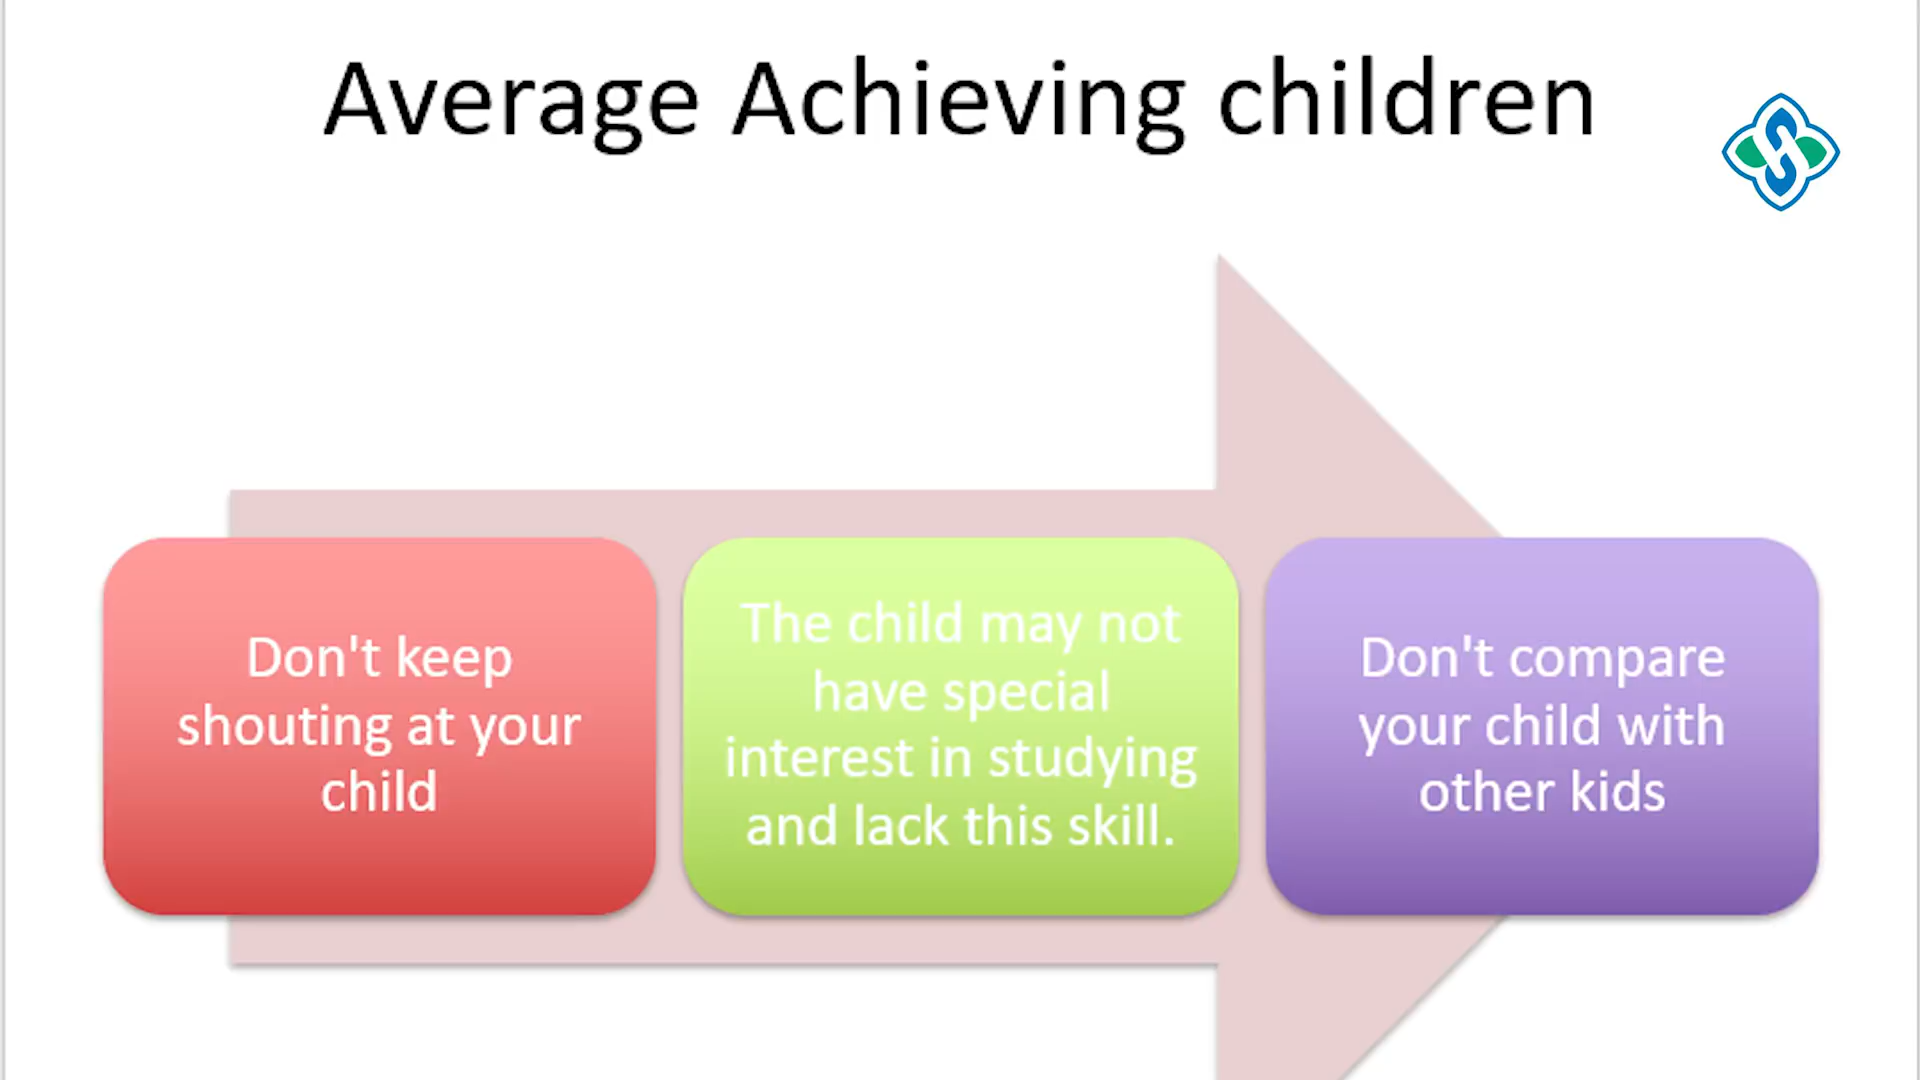 Average Achieving children
Don't keep
shouting at your
child
The child may not
have special
interest in studying
and lack this skill.
Don't compare
your child with
other kids